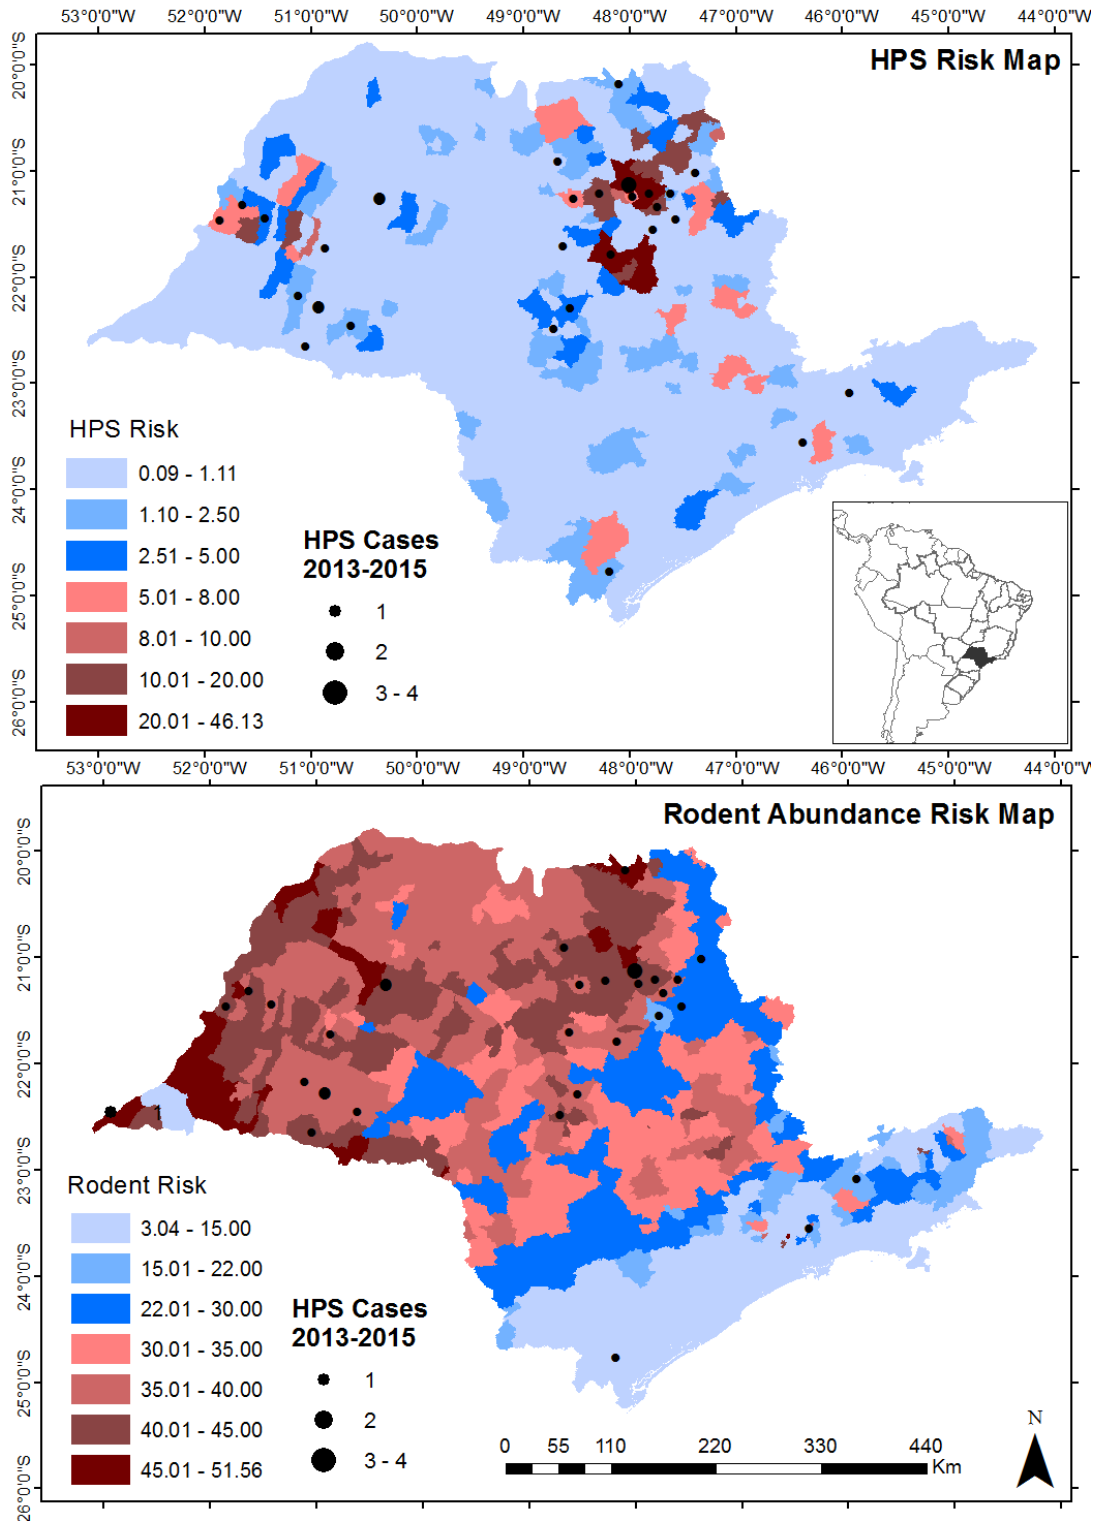 53°0'0"W 52°0'0"W 51°0'0"W 50°0'0"W 49°0'0"W 48°0'0"W 47°0'0"W 46°0'0"W 45°0'0"W 44°0'0"W
HPS Risk Map
20°0'0"S
21°0'0"S
22°0'0"S
23°0'0"S
24°0'0"S
25°0'0"S
26°0'0"S
HPS Risk
0.09 - 1.11
1.10 - 2.50
2.51 - 5.00
5.01 - 8.00
8.01 - 10.00
10.01 - 20.00
20.01 - 46.13
HPS Cases
2013-2015
1
2
3 - 4
53°0'0"W 52°0'0"W 51°0'0"W 50°0'0"W 49°0'0"W 48°0'0"W 47°0'0"W 46°0'0"W 45°0'0"W 44°0'0"W
Rodent Abundance Risk Map
20°0'0"S
21°0'0"S
22°0'0"S
23°0'0"S
24°0'0"S
25°0'0"S
26°0'0"S
1
Rodent Risk
3.04 - 15.00
15.01 - 22.00
22.01 - 30.00
30.01 - 35.00
35.01 - 40.00
40.01 - 45.00
45.01 - 51.56
HPS Cases
2013-2015
1
2
3 - 4
0 55 110 220 330 440
Km
N